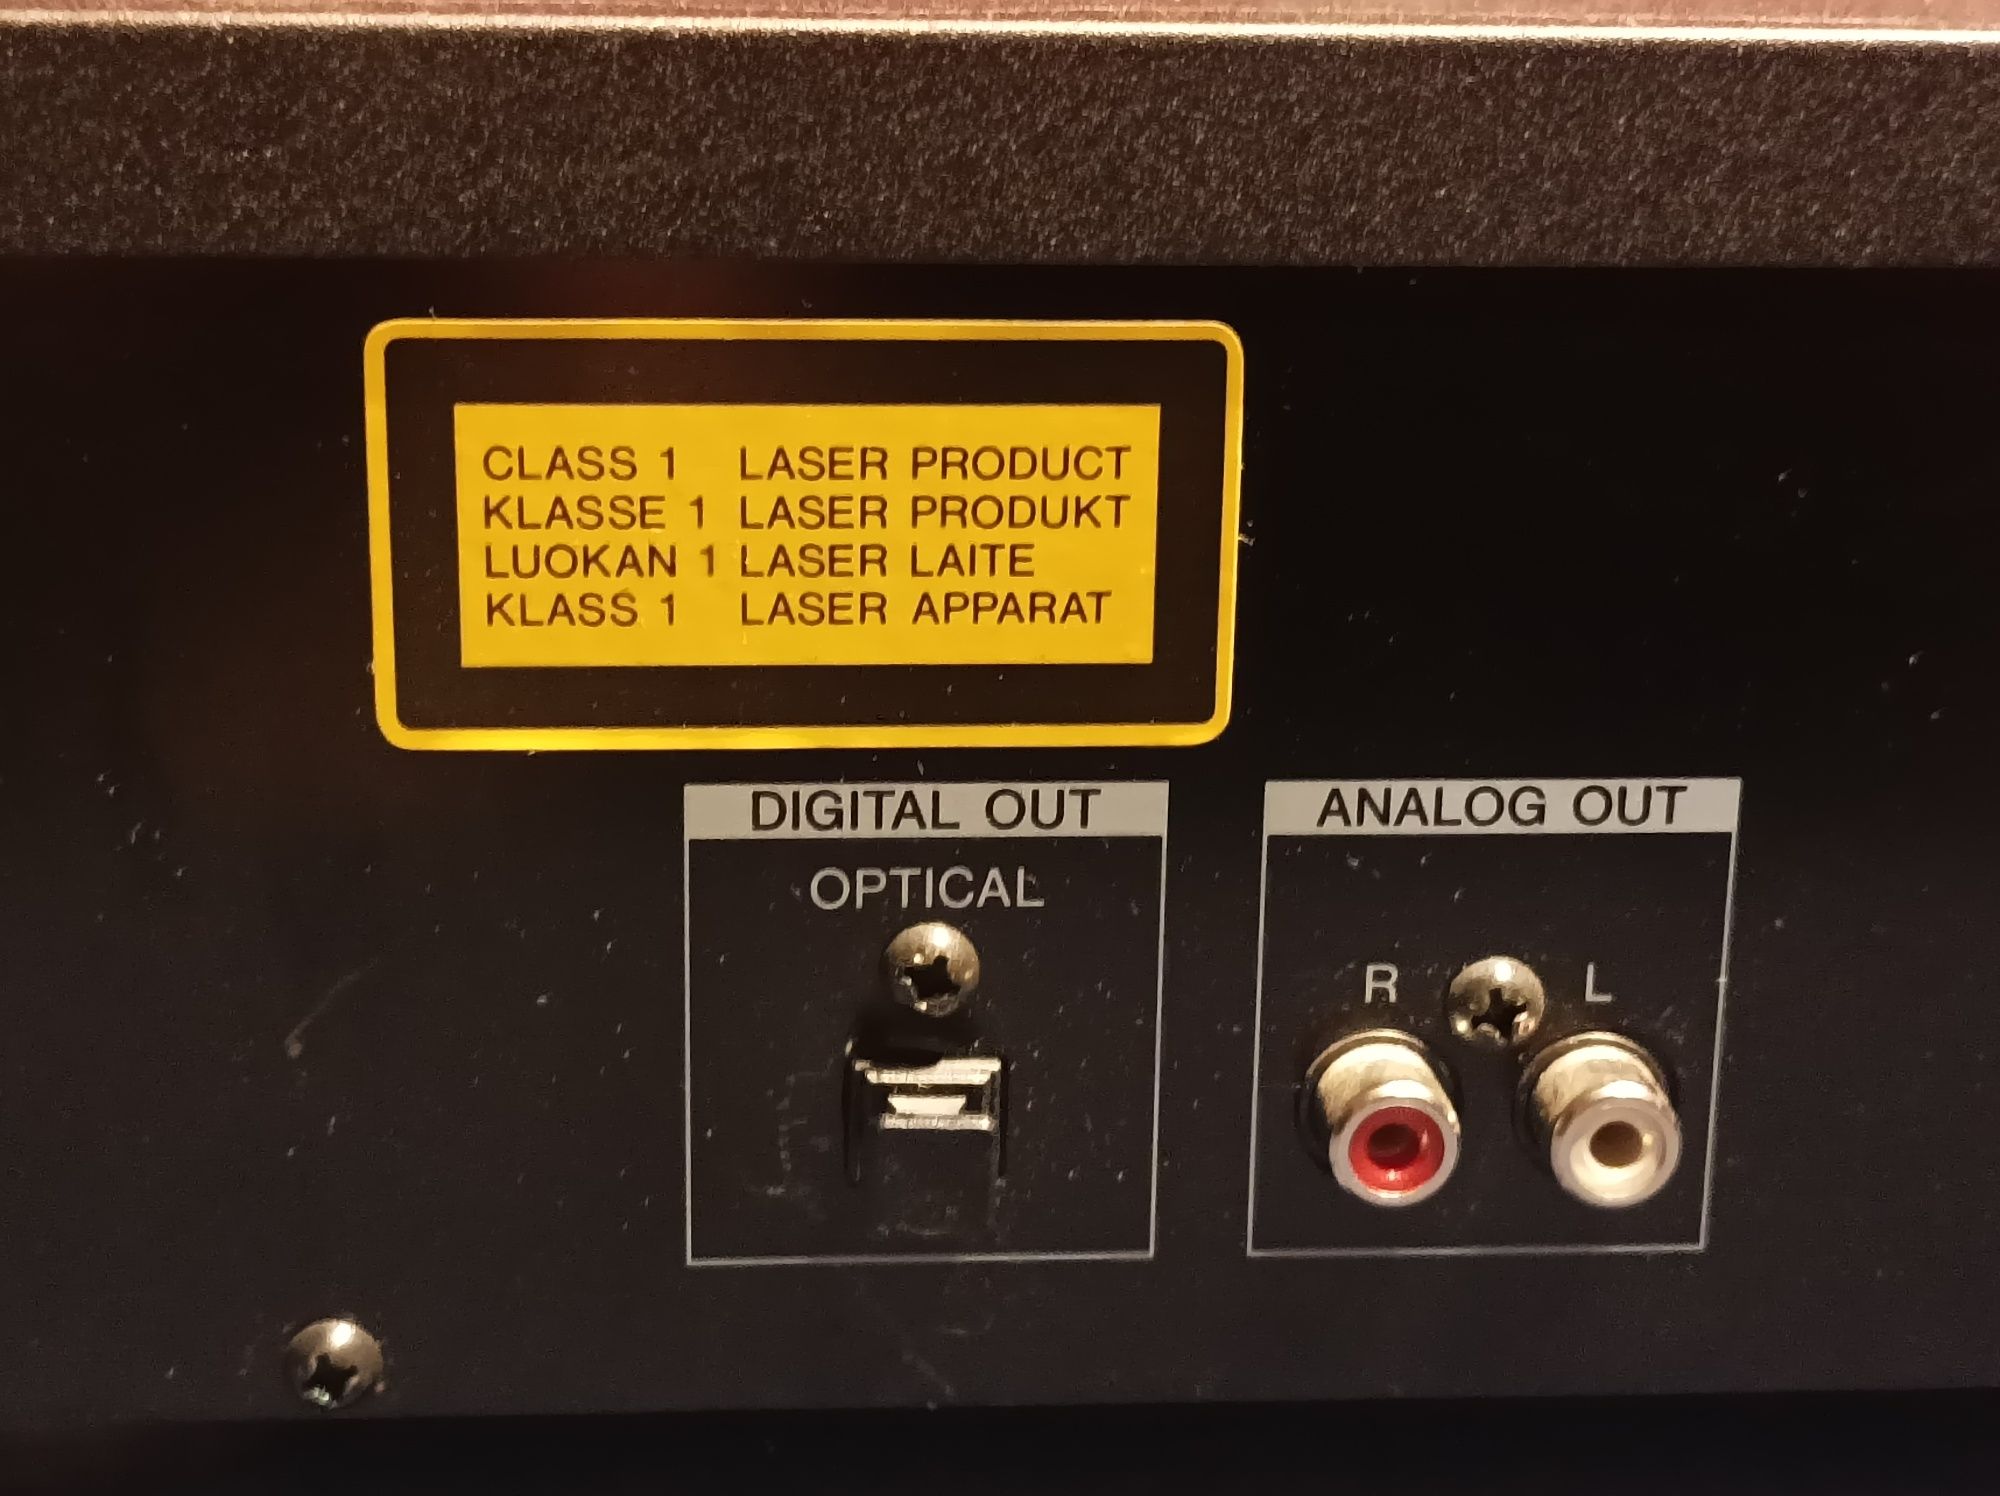 CLASS 1 LASER PRODUCT
KLASSE 1 LASER PRODUKT
LUOKAN 1 LASER LAITE
KLASS 1 LASER APPARAT
DIGITAL OUT
OPTICAL
ANALOG OUT
R L